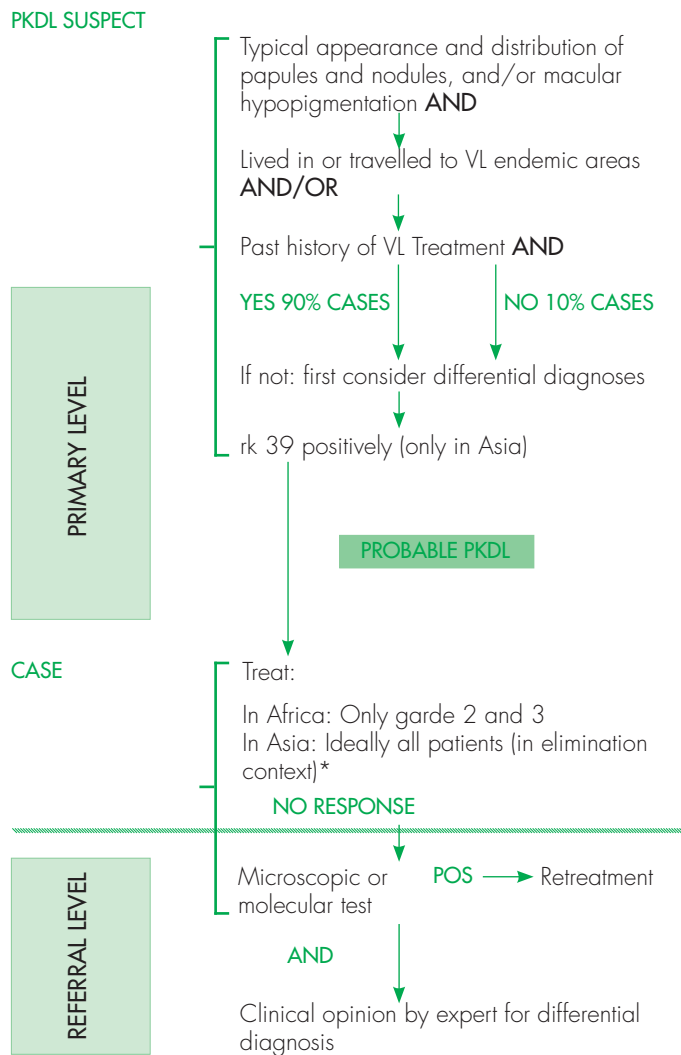 PKDL SUSPECT
Typical appearance and distribution of
papules and nodules, and/or macular
hypopigmentation AND
Lived in or travelled to VL endemic areas
AND/OR
Past history of VL Treatment AND
YES 90% CASES
NO 10% CASES
If not: first consider differential diagnoses
rk 39 positively (only in Asia)
PRIMARY LEVEL
PROBABLE PKDL
CASE
Treat:
In Africa: Only garde 2 and 3
In Asia: Ideally all patients (in elimination
context)*
NO RESPONSE
REFERRAL LEVEL
Microscopic or
molecular test
POS
Retreatment
AND
Clinical opinion by expert for differential
diagnosis